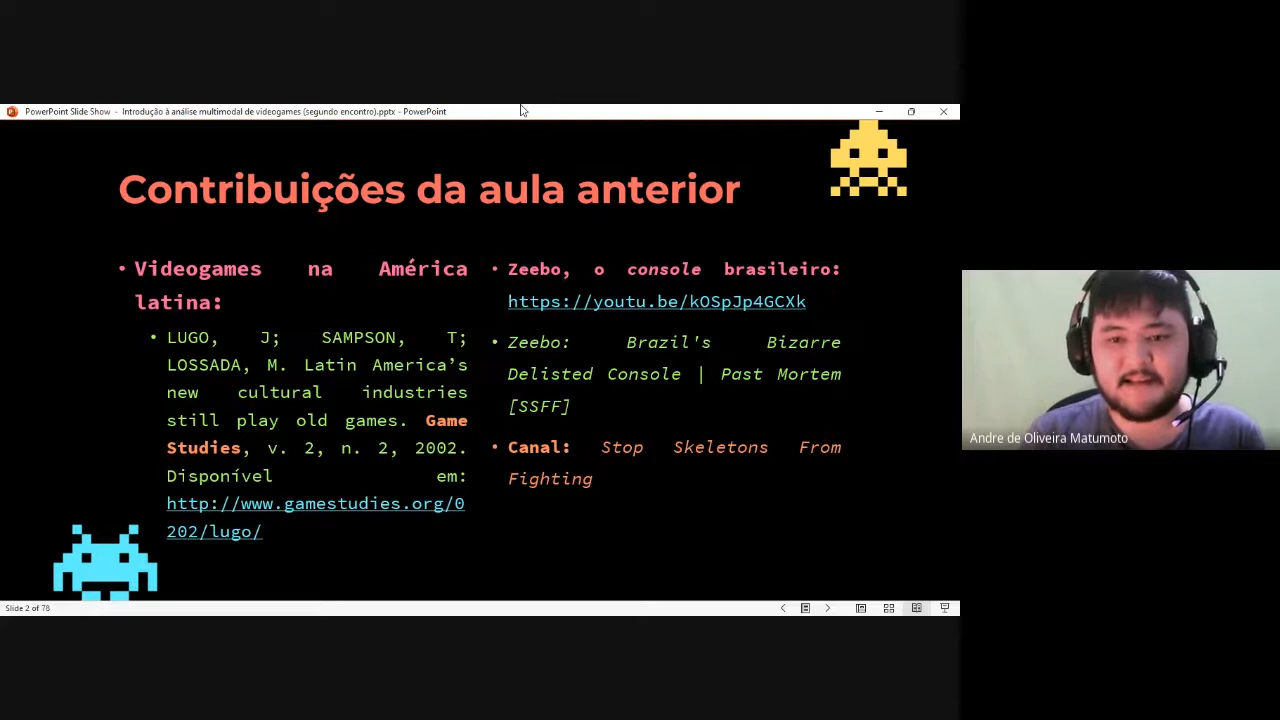 PowerPoint Slide Show - Introdução à análise multimodal de videogames (segundo encontro).pptx - PowerPoint
Contribuições da aula anterior
• Videogames na América
latina:
• LUGO, J; SAMPSON, T;
LOSSADA, M. Latin America’s
new cultural industries
still play old games. Game
Studies, v. 2, n. 2, 2002.
Disponível em:
http://www.gamestudies.org/0
202/lugo/
• Zeebo, o console brasileiro:
https://youtu.be/kOSpJp4GCXk
• Zeebo: Brazil's Bizarre
Delisted Console | Past Mortem
[SSFF]
• Canal: Stop Skeletons From
Fighting
Andre de Oliveira Matumoto
Slide 2 of 78